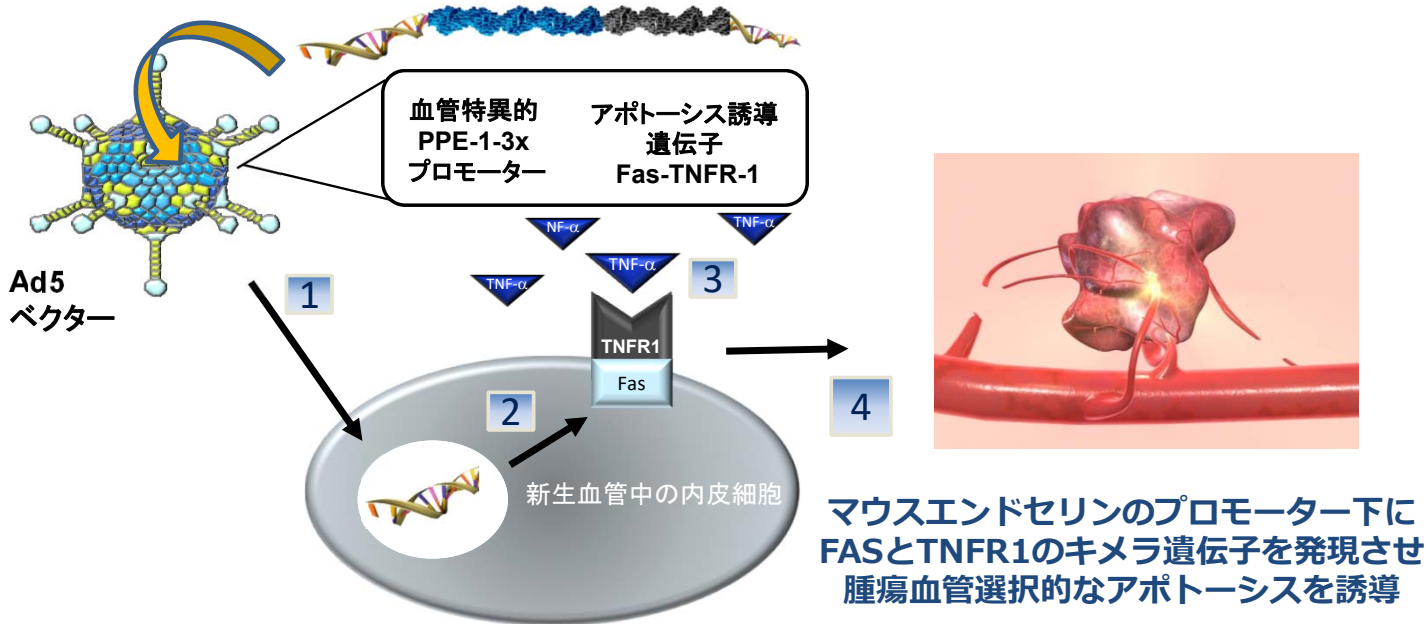 血管特異的
PPE-1-3x
プロモーター
アポトーシス誘導
遺伝子
Fas-TNFR-1
Ad5
ベクター
1
NF-α
TNF-α
TNF-α
TNF-α
3
TNFR1
Fas
2
4
新生血管中の内皮細胞
マウスエンドセリンのプロモーター下に
FASとTNFR1のキメラ遺伝子を発現させ
腫瘍血管選択的なアポトーシスを誘導